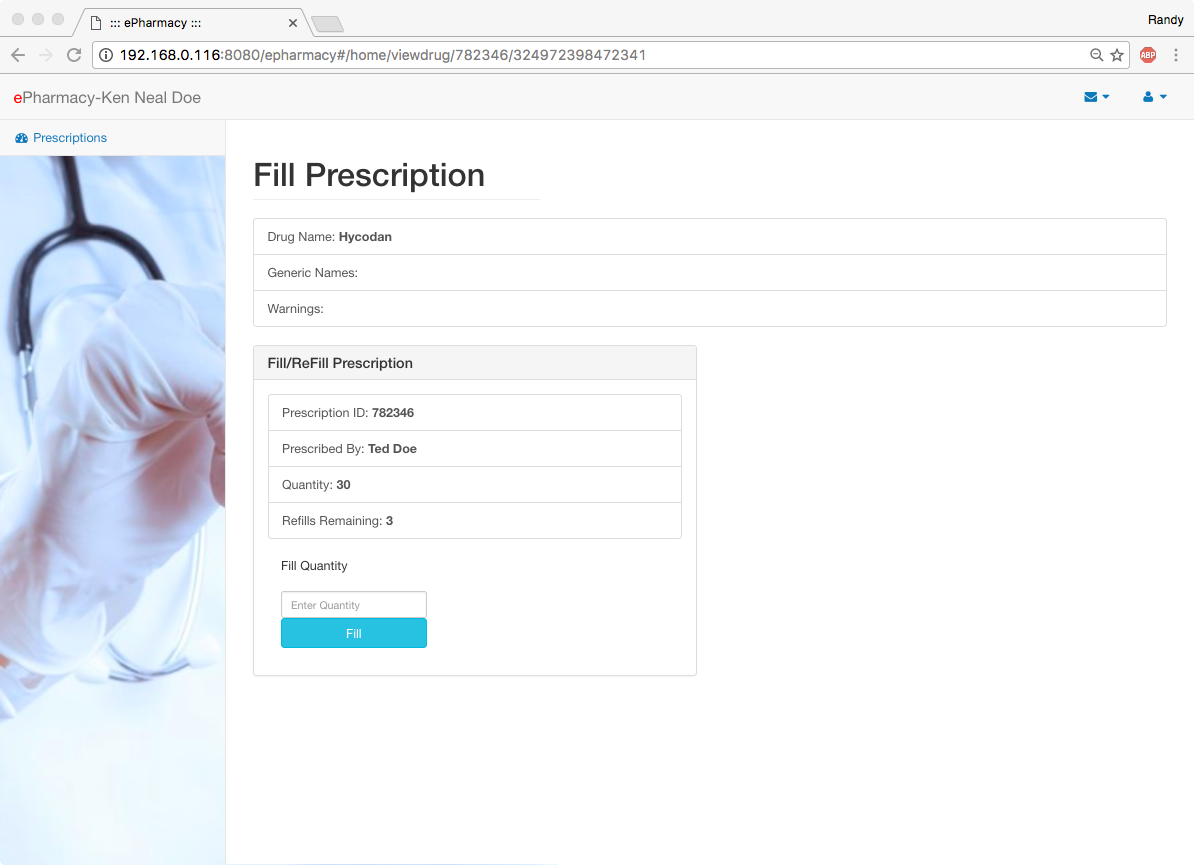 ::: ePharmacy :::
Randy
192.168.0.116:8080/epharmacy#/home/viewdrug/782346/324972398472341
ABP
ePharmacy-Ken Neal Doe
Prescriptions
Fill Prescription
Drug Name: Hycodan
Generic Names:
Warnings:
Fill/ReFill Prescription
Prescription ID: 782346
Prescribed By: Ted Doe
Quantity: 30
Refills Remaining: 3
Fill Quantity
Enter Quantity
Fill